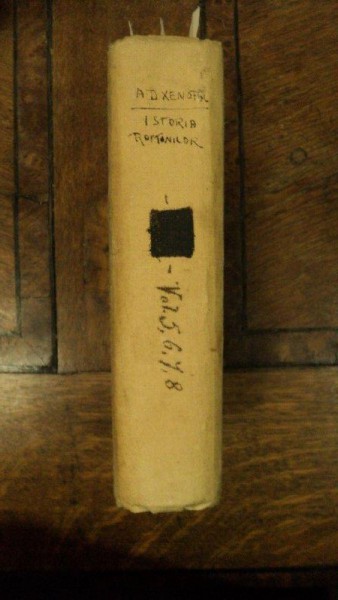 A D XENOPOL
ISTORIA
ROMÂNILOR
Vol. 5, 6, 7, 8